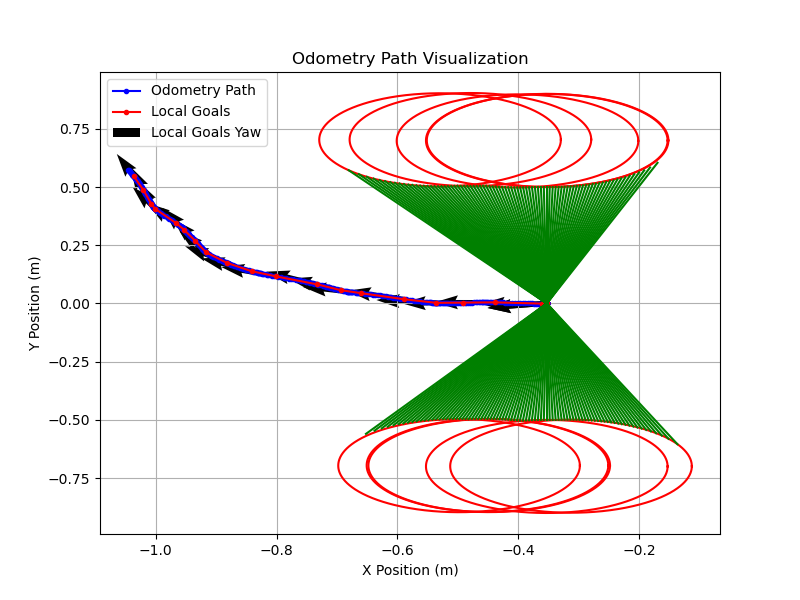 Odometry Path Visualization
Odometry Path
Local Goals
Local Goals Yaw
0.75
0.50
0.25
0.00
−0.25
−0.50
−0.75
Y Position (m)
−1.0 −0.8 −0.6 −0.4 −0.2
X Position (m)